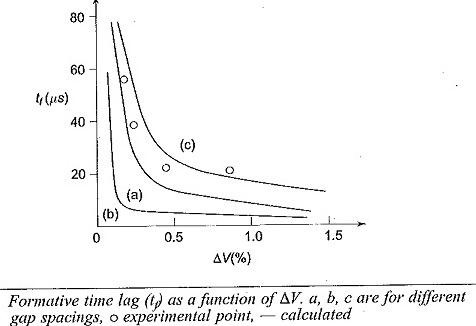 80
60
t_f (μs)
40
(c)
20
(a)
(b)
0
0.5
1.0
1.5
ΔV(%)
Formative time lag (t_f) as a function of ΔV. a, b, c are for different
gap spacings, o experimental point, — calculated